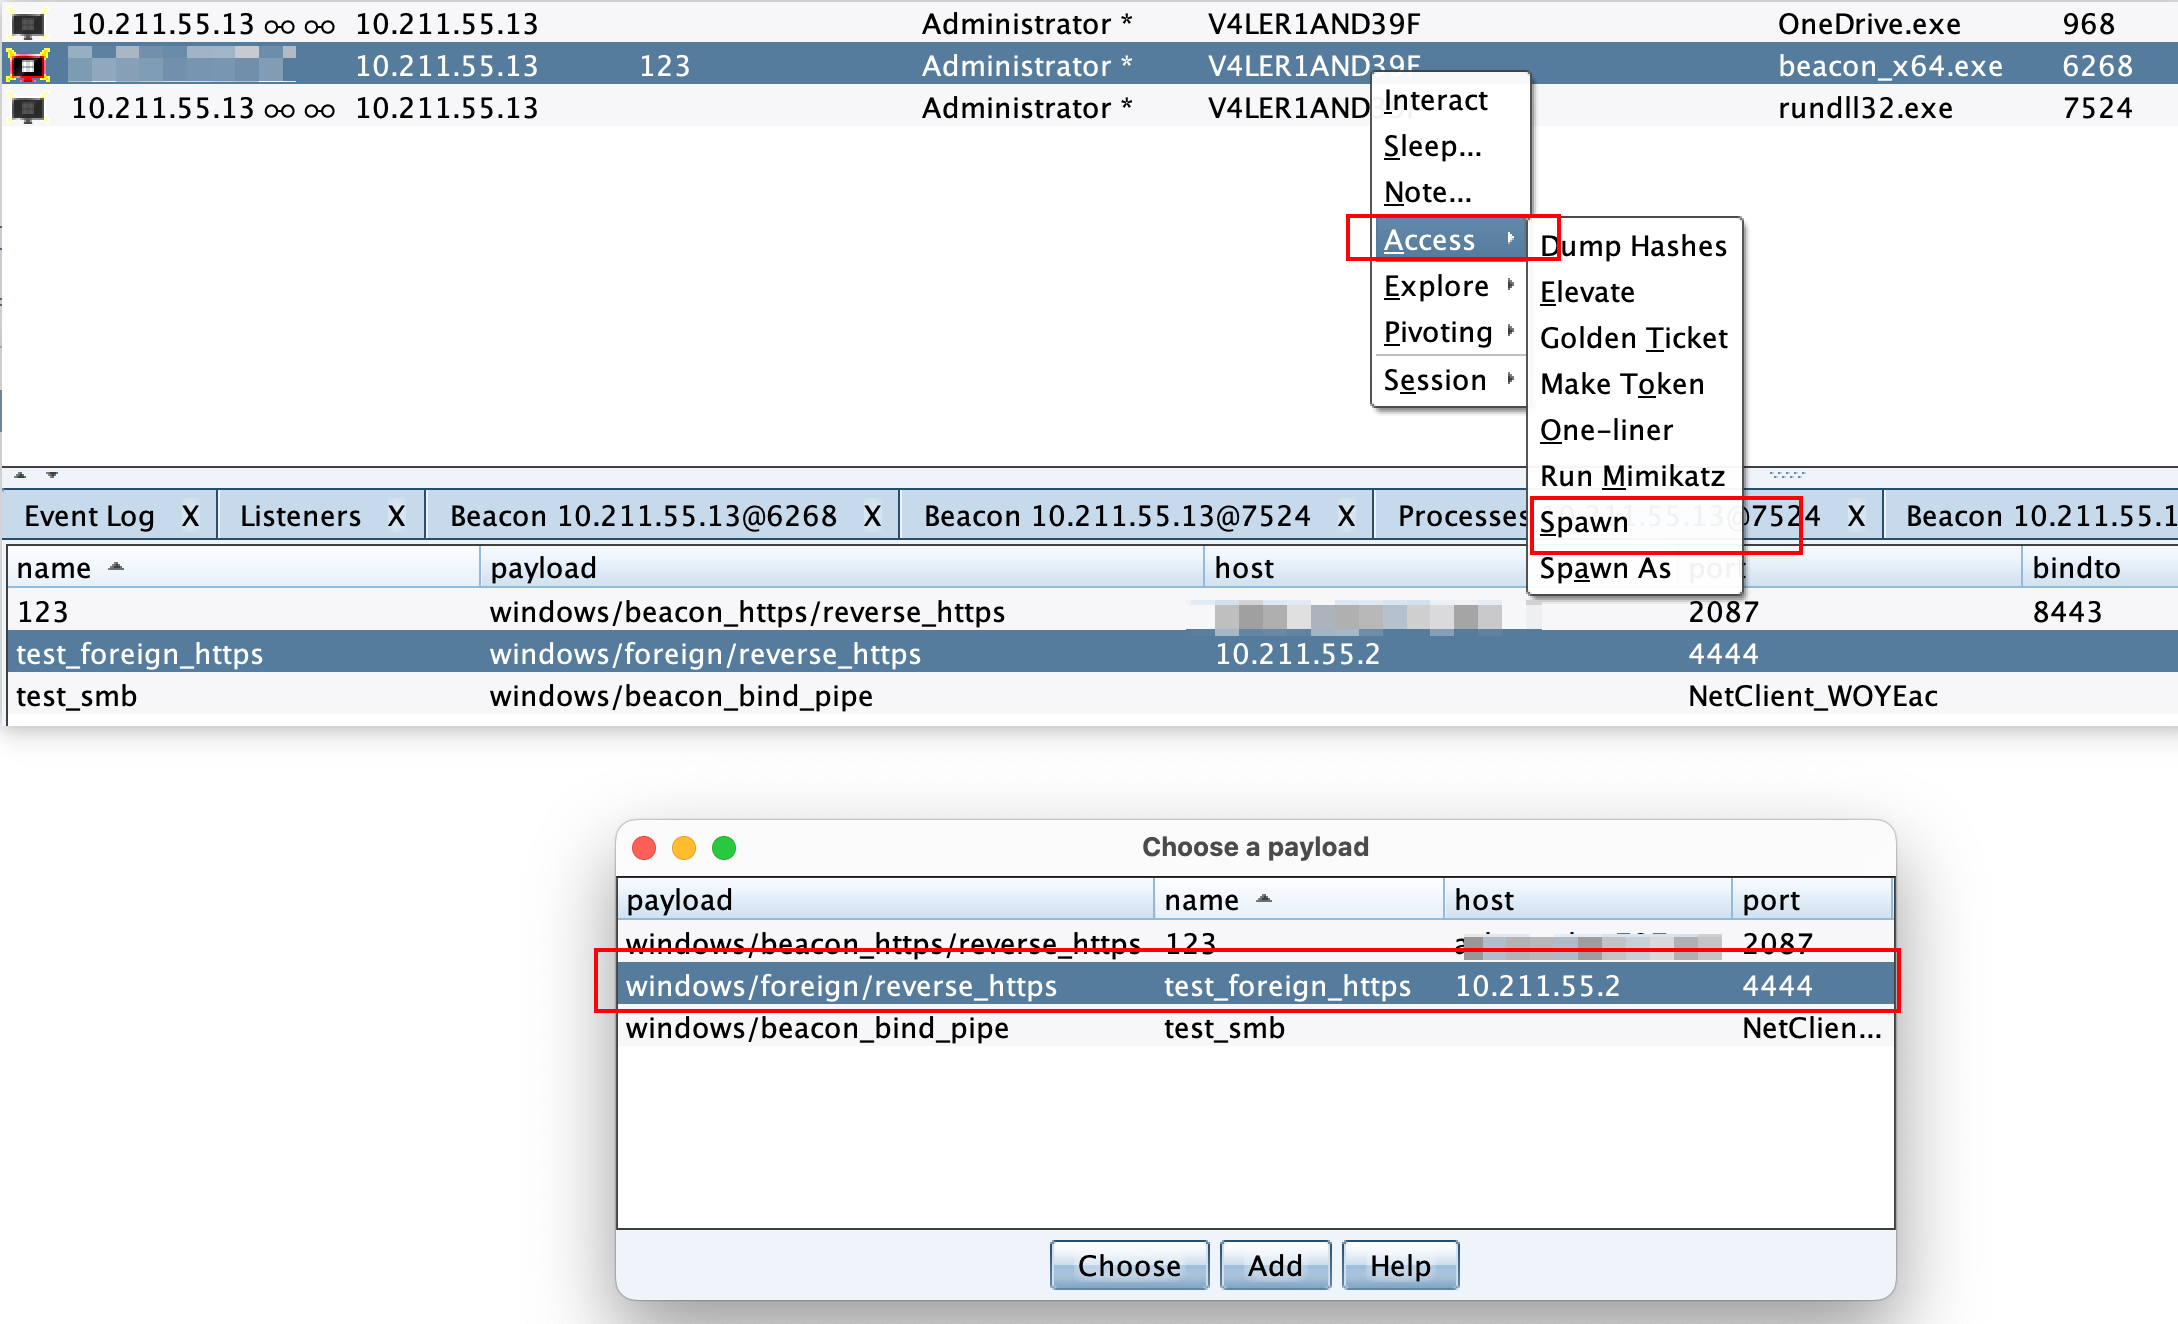 10.211.55.13 10.211.55.13 Administrator * V4LER1AND39F OneDrive.exe 968
10.211.55.13 123 Administrator * V4LER1AND39F beacon_x64.exe 6268
10.211.55.13 10.211.55.13 Administrator * V4LER1AND rundll32.exe 7524
Interact
Sleep...
Note...
Access
Explore
Pivoting
Session
Dump Hashes
Elevate
Golden Ticket
Make Token
One-liner
Run Mimikatz
Spawn
Spawn As
Event Log X Listeners X Beacon 10.211.55.13@6268 X Beacon 10.211.55.13@7524 X Processes 10.211.55.13@7524 X Beacon 10.211.55.1
name payload host port bindto
123 windows/beacon_https/reverse_https 2087 8443
test_foreign_https windows/foreign/reverse_https 10.211.55.2 4444
test_smb windows/beacon_bind_pipe NetClient_WOYEac
Choose a payload
payload name host port
windows/beacon_https/reverse_https 123 2087
windows/foreign/reverse_https test_foreign_https 10.211.55.2 4444
windows/beacon_bind_pipe test_smb NetClien...
Choose Add Help